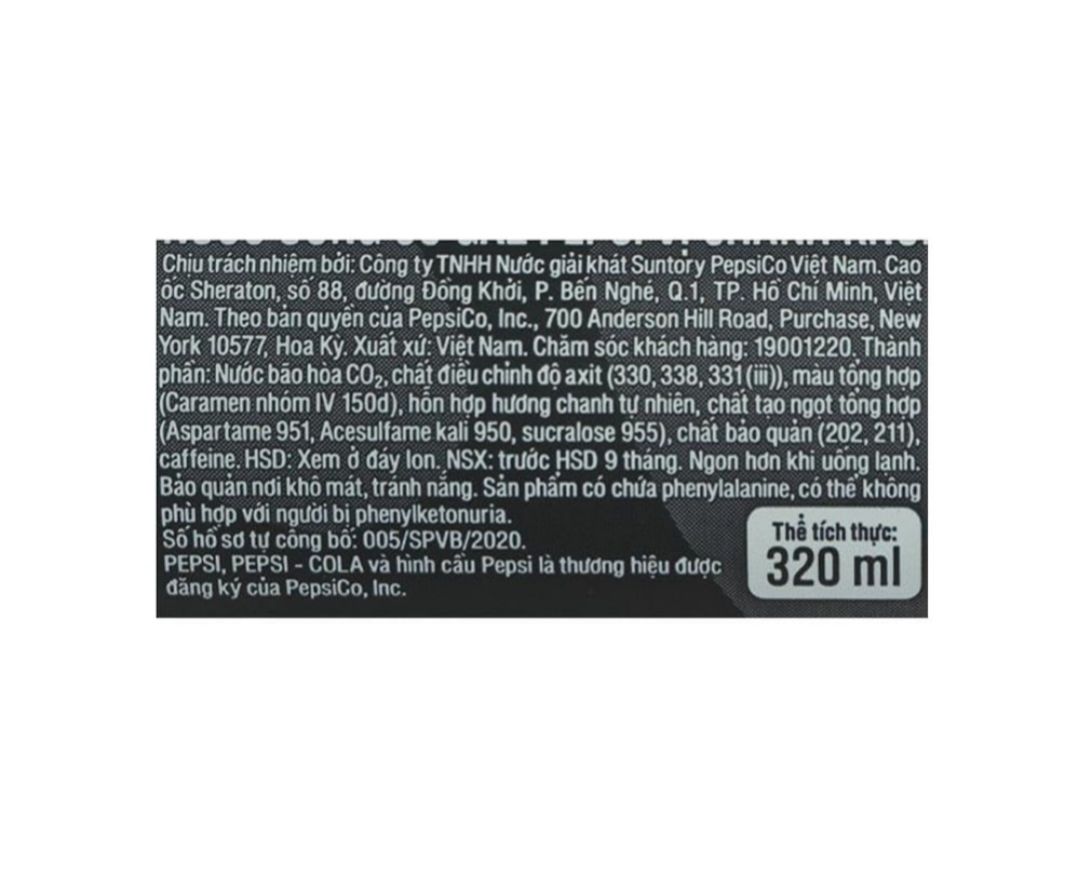 Chịu trách nhiệm bởi: Công ty TNHH Nước giải khát Suntory PepsiCo Việt Nam. Cao
ốc Sheraton, số 88, đường Đồng Khởi, P. Bến Nghé, Q.1, TP. Hồ Chí Minh, Việt
Nam. Theo bản quyền của PepsiCo, Inc., 700 Anderson Hill Road, Purchase, New
York 10577, Hoa Kỳ. Xuất xứ: Việt Nam. Chăm sóc khách hàng: 19001220. Thành
phần: Nước bão hòa CO₂, chất điều chỉnh độ axit (330, 338, 331(iii)), màu tổng hợp
(Caramen nhóm IV 150d), hỗn hợp hương chanh tự nhiên, chất tạo ngọt tổng hợp
(Aspartame 951, Acesulfame kali 950, sucralose 955), chất bảo quản (202, 211),
caffeine. HSD: Xem ở đáy lon. NSX: trước HSD 9 tháng. Ngon hơn khi uống lạnh.
Bảo quản nơi khô mát, tránh nắng. Sản phẩm có chứa phenylalanine, có thể không
phù hợp với người bị phenylketonuria.
Số hồ sơ tự công bố: 005/SPVB/2020.
PEPSI, PEPSI - COLA và hình cầu Pepsi là thương hiệu được
đăng ký của PepsiCo, Inc.
Thể tích thực:
320 ml